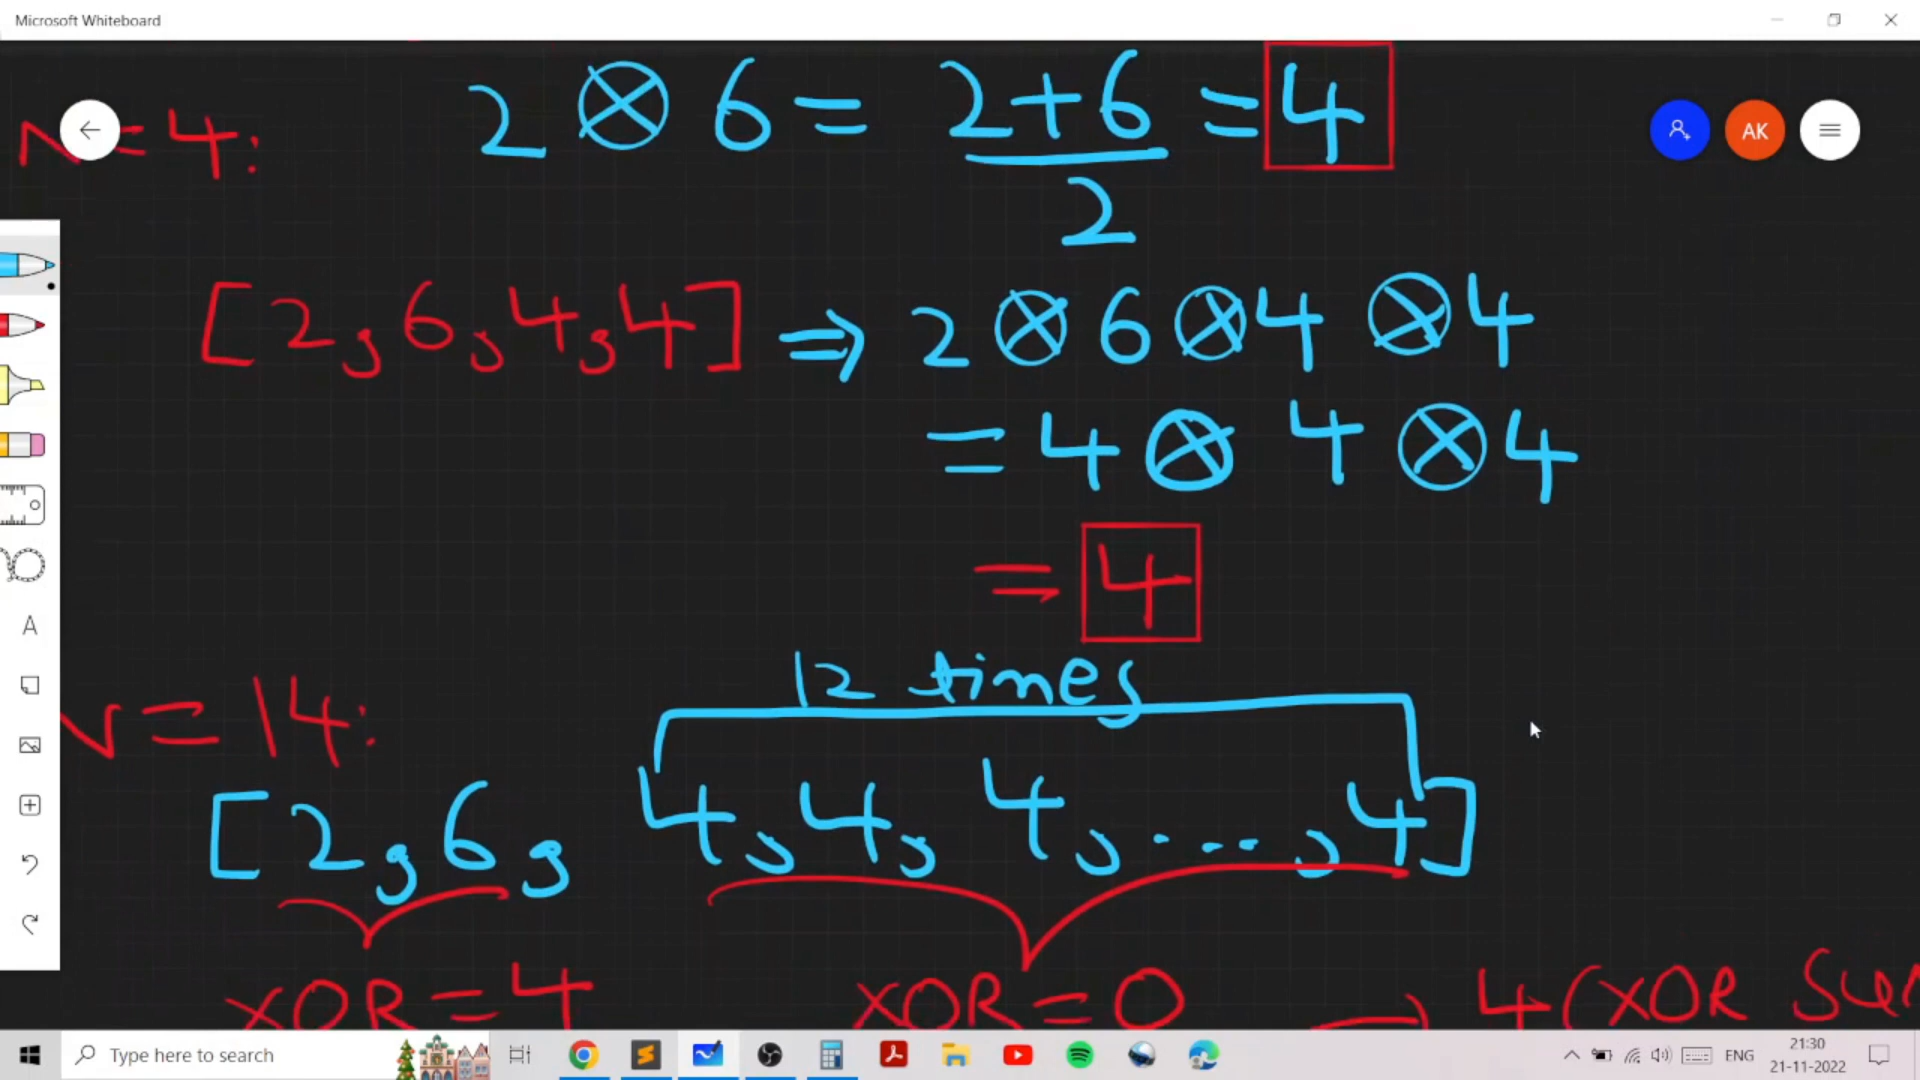 Microsoft Whiteboard
N=4:
2 ⊗ 6 = 2+6 = 4
2
AK
[2,6,4,4] ⇒ 2 ⊗ 6 ⊗ 4 ⊗ 4
= 4 ⊗ 4 ⊗ 4
= 4
A
12 times
N=14:
[2,6, 4,4,4,....,4]
XOR=4 XOR=0 → 4 (XOR SUM
Type here to search
ENG
21:30
21-11-2022